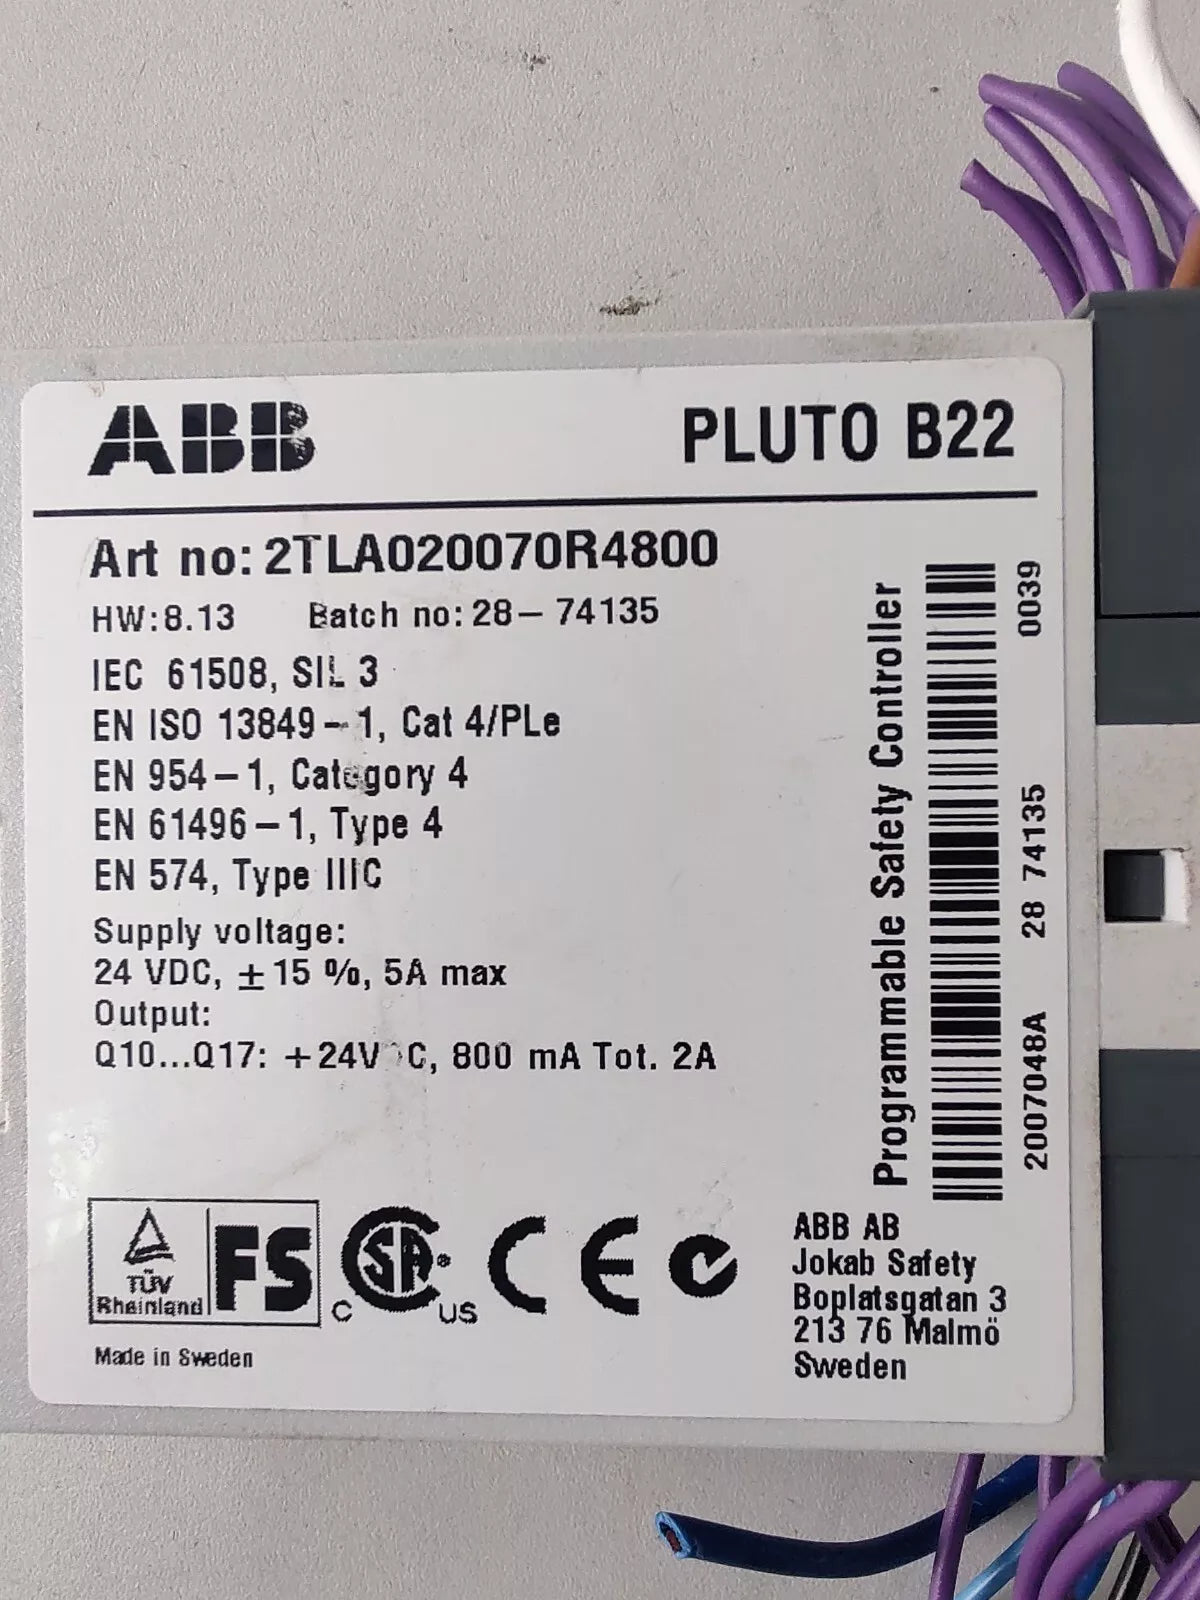 ABB PLUTO B22
Art no: 2TLA020070R4800
HW:8.13 Batch no: 28-74135
IEC 61508, SIL 3
EN ISO 13849-1, Cat 4/PLe
EN 954-1, Category 4
EN 61496-1, Type 4
EN 574, Type IIIC
Supply voltage:
24 VDC, ±15 %, 5A max
Output:
Q10...Q17: +24V C, 800 mA Tot. 2A
Programmable Safety Controller
2007048A 28 74135 0039
TÜV
Rheinland
FS
C SA® US
CE
ABB AB
Jokab Safety
Boplatsgatan 3
213 76 Malmö
Sweden
Made in Sweden